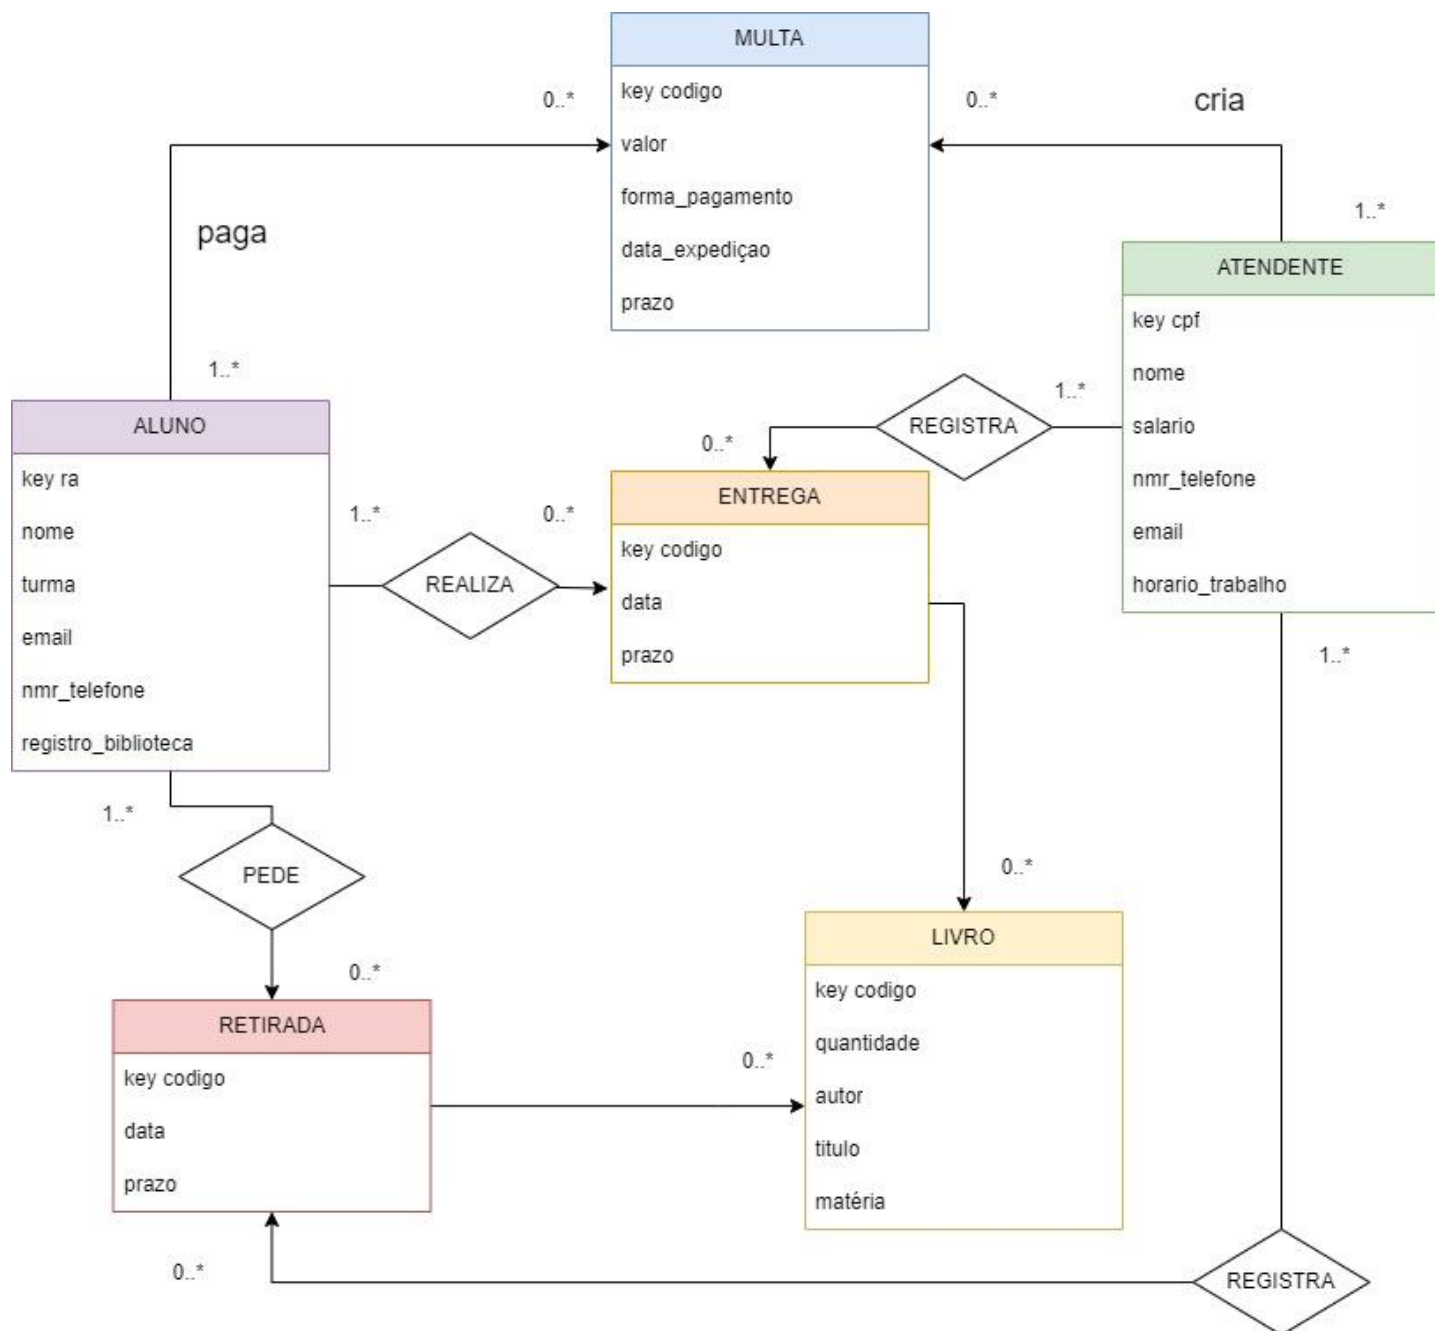 MULTA
key codigo
valor
forma_pagamento
data_expediçao
prazo
0..*
0..*
cria
paga
1..*
1..*
ATENDENTE
key cpf
nome
salario
nmr_telefone
email
horario_trabalho
ALUNO
key ra
nome
turma
email
nmr_telefone
registro_biblioteca
REGISTRA
1..*
0..*
ENTREGA
key codigo
data
prazo
1..*
0..*
REALIZA
1..*
1..*
PEDE
0..*
0..*
LIVRO
key codigo
quantidade
autor
titulo
matéria
RETIRADA
key codigo
data
prazo
0..*
0..*
REGISTRA